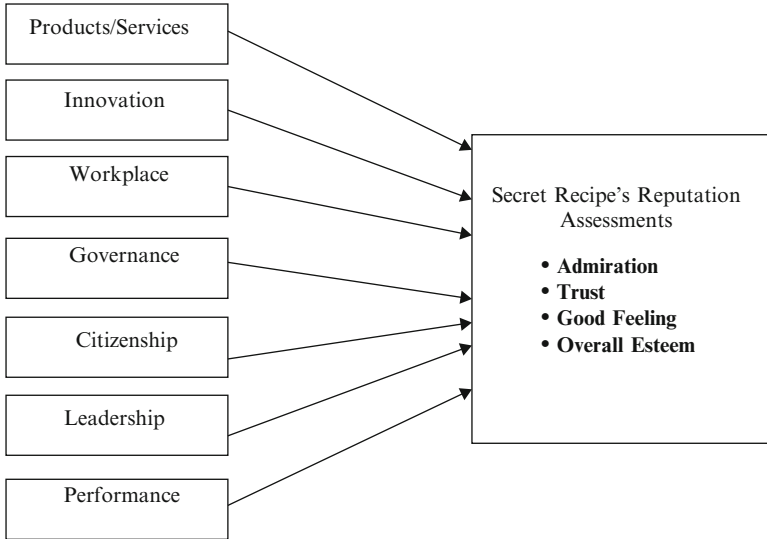 Products/Services
Innovation
Workplace
Governance
Citizenship
Leadership
Performance
Secret Recipe's Reputation
Assessments
• Admiration
• Trust
• Good Feeling
• Overall Esteem